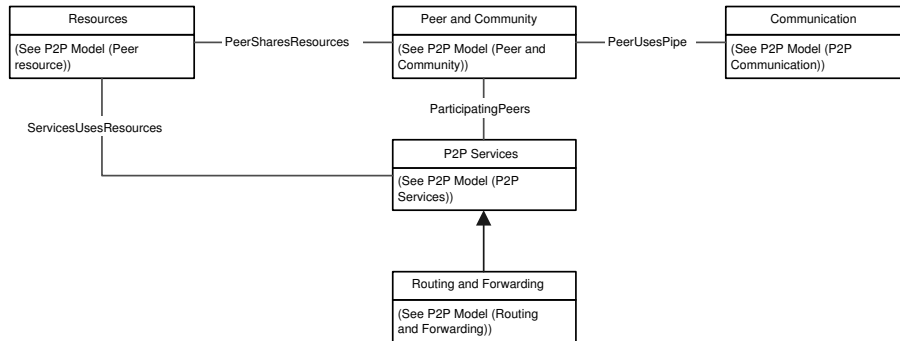 Resources
(See P2P Model (Peer
resource))
PeerSharesResources
Peer and Community
(See P2P Model (Peer and
Community))
PeerUsesPipe
Communication
(See P2P Model (P2P
Communication))
ServicesUsesResources
ParticipatingPeers
P2P Services
(See P2P Model (P2P
Services))
Routing and Forwarding
(See P2P Model (Routing
and Forwarding))